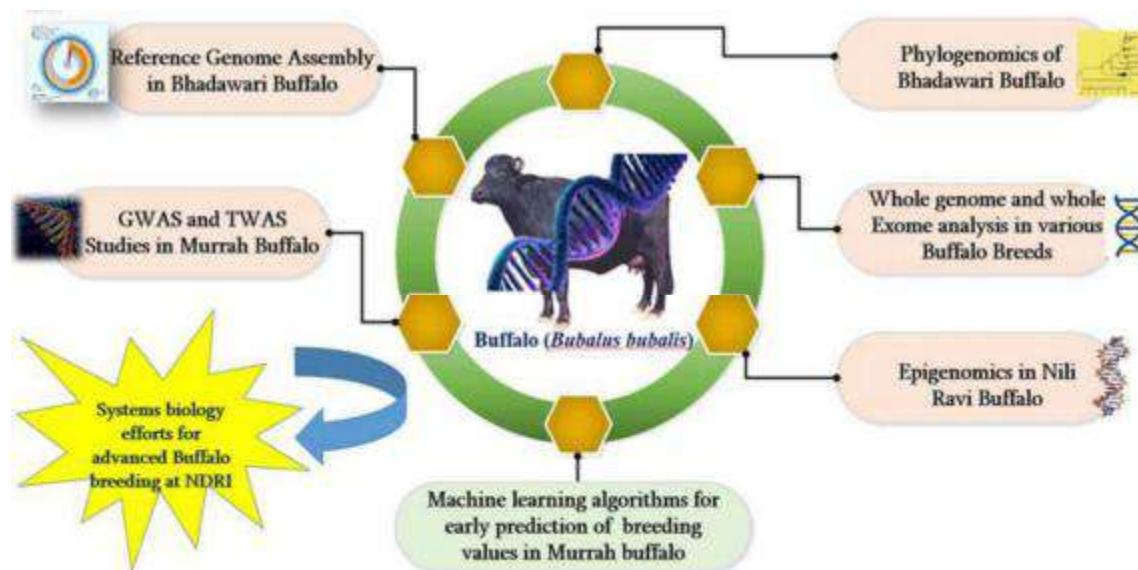 Reference Genome Assembly
in Bhadawari Buffalo
Phylogenomics of
Bhadawari Buffalo
GWAS and TWAS
Studies in Murrah Buffalo
Whole genome and whole
Exome analysis in various
Buffalo Breeds
Buffalo (Bubalus bubalis)
Epigenomics in Nili
Ravi Buffalo
Systems biology
efforts for
advanced Buffalo
breeding at NDRI
Machine learning algorithms for
early prediction of breeding
values in Murrah buffalo